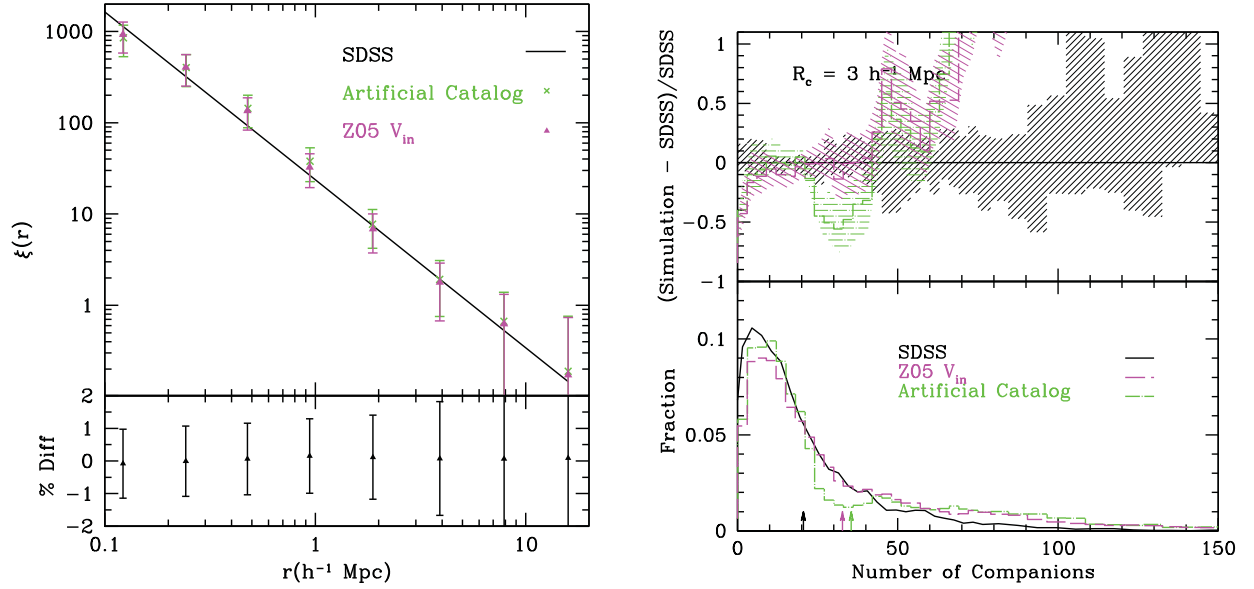 1000
100
10
1
ξ(r)
SDSS
Artificial Catalog
Z05 V_in
2
1
0
−1
−2
% Diff
0.1
1
10
r(h⁻¹ Mpc)
1
0.5
0
−0.5
−1
(Simulation − SDSS)/SDSS
R_c = 3 h⁻¹ Mpc
0.1
0.05
0
Fraction
SDSS
Z05 V_in
Artificial Catalog
0
50
100
150
Number of Companions